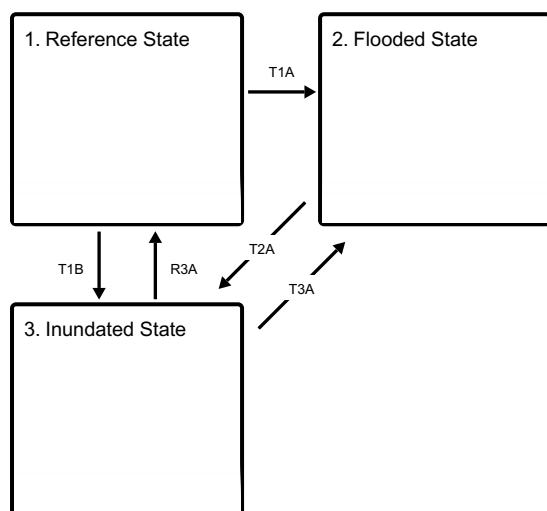 1. Reference State
2. Flooded State
T1A
T1B
R3A
T2A
T3A
3. Inundated State